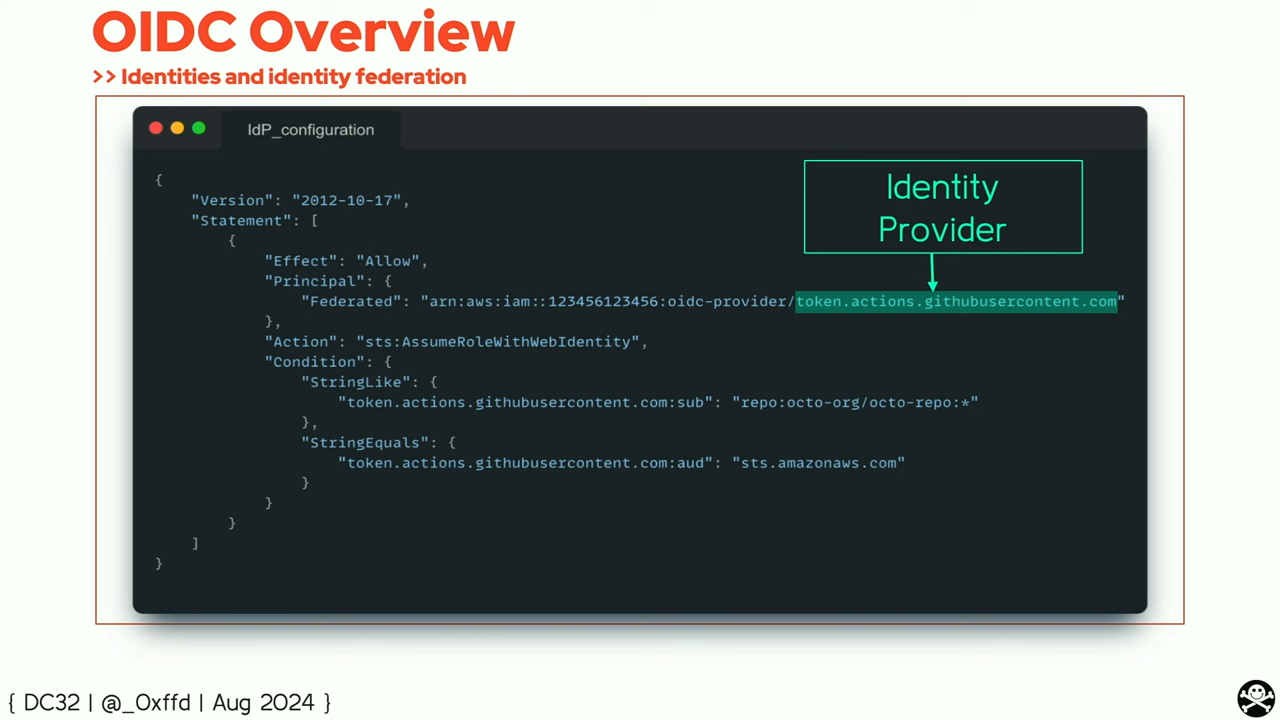 OIDC Overview
>> Identities and identity federation
IdP_configuration
Identity
Provider
{
"Version": "2012-10-17",
"Statement": [
{
"Effect": "Allow",
"Principal": {
"Federated": "arn:aws:iam::123456123456:oidc-provider/token.actions.githubusercontent.com"
},
"Action": "sts:AssumeRoleWithWebIdentity",
"Condition": {
"StringLike": {
"token.actions.githubusercontent.com:sub": "repo:octo-org/octo-repo:*"
},
"StringEquals": {
"token.actions.githubusercontent.com:aud": "sts.amazonaws.com"
}
}
}
]
}
{ DC32 | @_0xffd | Aug 2024 }